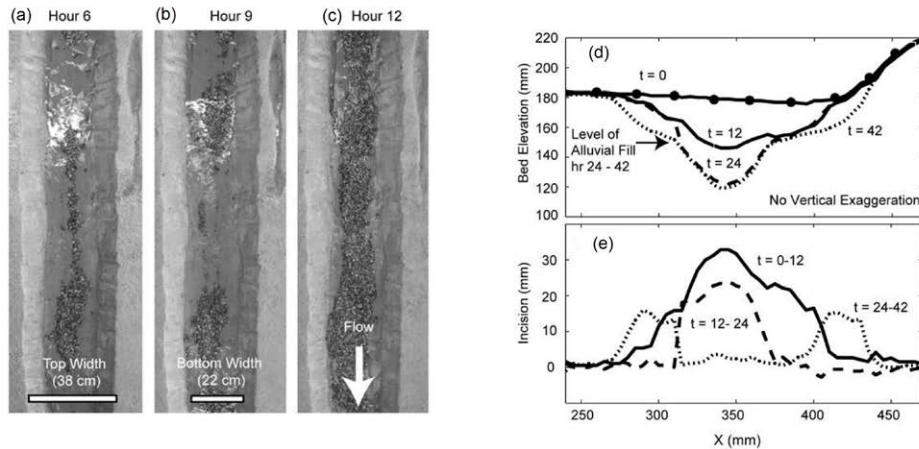 (a) Hour 6
(b) Hour 9
(c) Hour 12
Top Width
(38 cm)
Bottom Width
(22 cm)
Flow
(d)
220
200
180
160
140
120
100
Bed Elevation (mm)
t = 0
t = 12
t = 24
t = 42
Level of
Alluvial Fill
hr 24 - 42
No Vertical Exaggeration
(e)
30
20
10
0
Incision (mm)
t = 0-12
t = 12- 24
t = 24-42
250 300 350 400 450
X (mm)